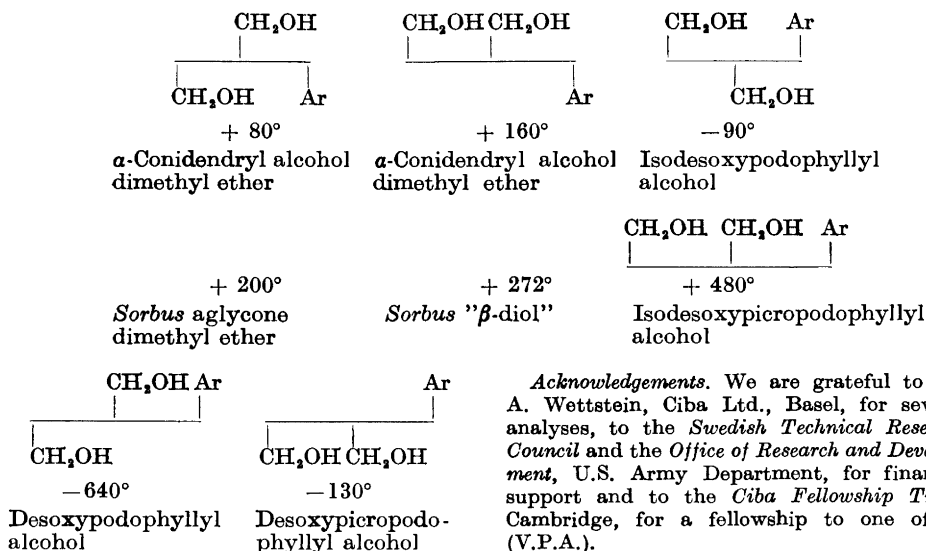 CH₂OH CH₂OHCH₂OH CH₂OH Ar
CH₂OH Ar Ar CH₂OH
+ 80° + 160° −90°
α-Conidendryl alcohol α-Conidendryl alcohol Isodesoxypodophyllyl
dimethyl ether dimethyl ether alcohol
CH₂OH CH₂OH Ar
+ 200° + 272° + 480°
Sorbus aglycone Sorbus ”β-diol” Isodesoxypicropodophyllyl
dimethyl ether alcohol
CH₂OH Ar Ar
CH₂OH CH₂OH CH₂OH
−640° −130°
Desoxypodophyllyl Desoxypicropodo-
alcohol phyllyl alcohol
Acknowledgements. We are grateful to
A. Wettstein, Ciba Ltd., Basel, for sev
analyses, to the Swedish Technical Rese
Council and the Office of Research and Deve
ment, U.S. Army Department, for finan
support and to the Ciba Fellowship T
Cambridge, for a fellowship to one of
(V.P.A.).